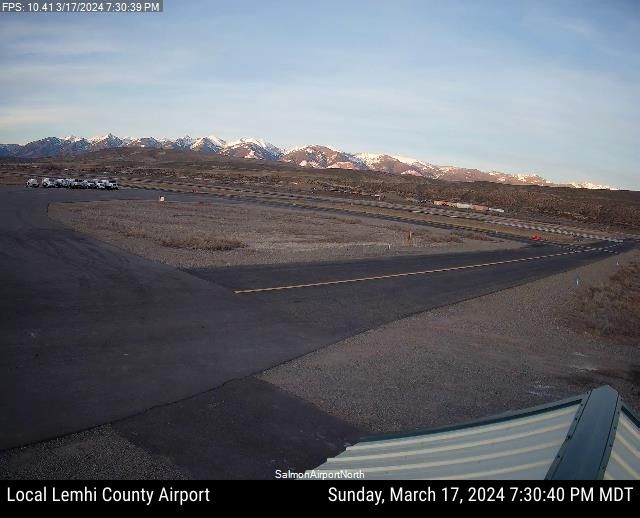 FPS: 10.41 3/17/2024 7:30:39 PM
SalmonAirportNorth
Local Lemhi County Airport Sunday, March 17, 2024 7:30:40 PM MDT